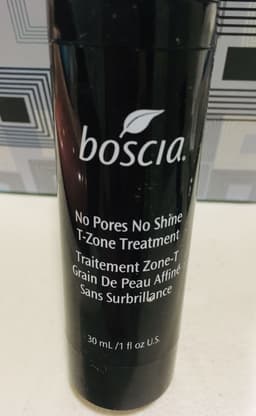 boscia.
No Pores No Shine
T-Zone Treatment
Traitement Zone-T
Grain De Peau Affiné
Sans Surbrillance
30 mL/1 fl oz U.S.